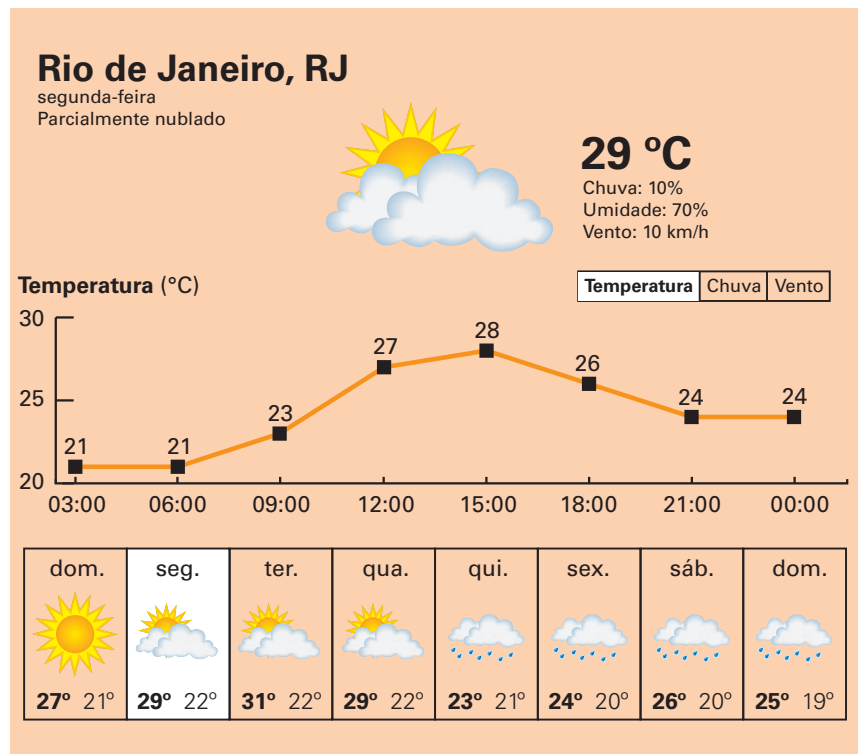 Rio de Janeiro, RJ
segunda-feira
Parcialmente nublado
29 ºC
Chuva: 10%
Umidade: 70%
Vento: 10 km/h
Temperatura (°C)
Temperatura Chuva Vento
30
25
20
21 21 23 27 28 26 24 24
03:00 06:00 09:00 12:00 15:00 18:00 21:00 00:00
dom. seg. ter. qua. qui. sex. sáb. dom.
27º 21º 29º 22º 31º 22º 29º 22º 23º 21º 24º 20º 26º 20º 25º 19º